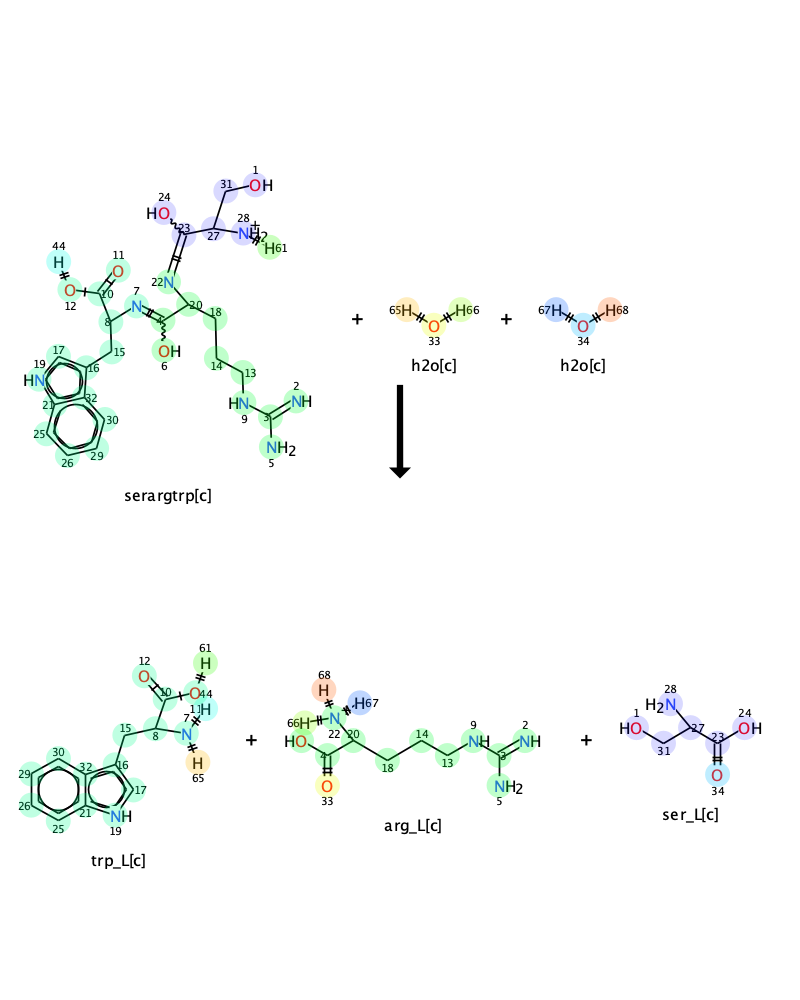 1
31 OH
24
HO 23 28 +
27 NH2
H61
44
H 11
O 22 N
O 10 7
12 N 4 20
8 18
O H
6
17 15
19 16 14 13
HN 2
21 32 HN NH
30 9 3
25 NH2
26 29 5
serargtrp[c]
+
65H H66
O
33
h2o[c]
+
67H H68
O
34
h2o[c]
61
12 H
O
10 O 44
11 H
7
15 8 N
30 H
32 16 65
29
17
26 21
NH
25 19
trp_L[c]
+
68
H H67
66 N
H 22 20 14 9 2
HO NH NH
4 3
O 18 13 NH2
33 5
arg_L[c]
+
28
1 H2N 24
HO 27 OH
31 23
O
34
ser_L[c]